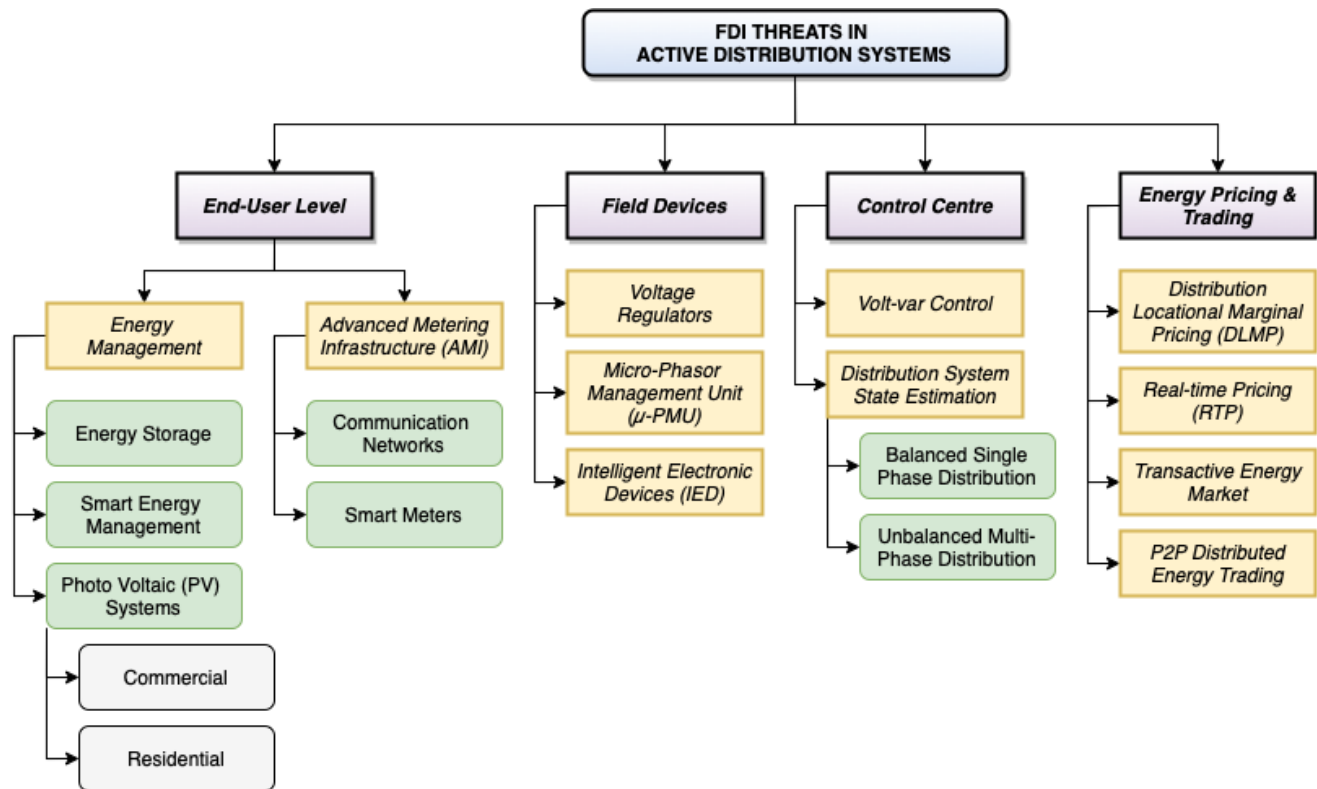 FDI THREATS IN
ACTIVE DISTRIBUTION SYSTEMS
End-User Level
Energy
Management
Energy Storage
Smart Energy
Management
Photo Voltaic (PV)
Systems
Commercial
Residential
Advanced Metering
Infrastructure (AMI)
Communication
Networks
Smart Meters
Field Devices
Voltage
Regulators
Micro-Phasor
Management Unit
(μ-PMU)
Intelligent Electronic
Devices (IED)
Control Centre
Volt-var Control
Distribution System
State Estimation
Balanced Single
Phase Distribution
Unbalanced Multi-
Phase Distribution
Energy Pricing &
Trading
Distribution
Locational Marginal
Pricing (DLMP)
Real-time Pricing
(RTP)
Transactive Energy
Market
P2P Distributed
Energy Trading